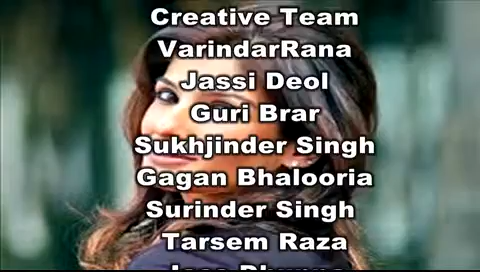 Creative Team
VarindarRana
Jassi Deol
Guri Brar
Sukhjinder Singh
Gagan Bhalooria
Surinder Singh
Tarsem Raza